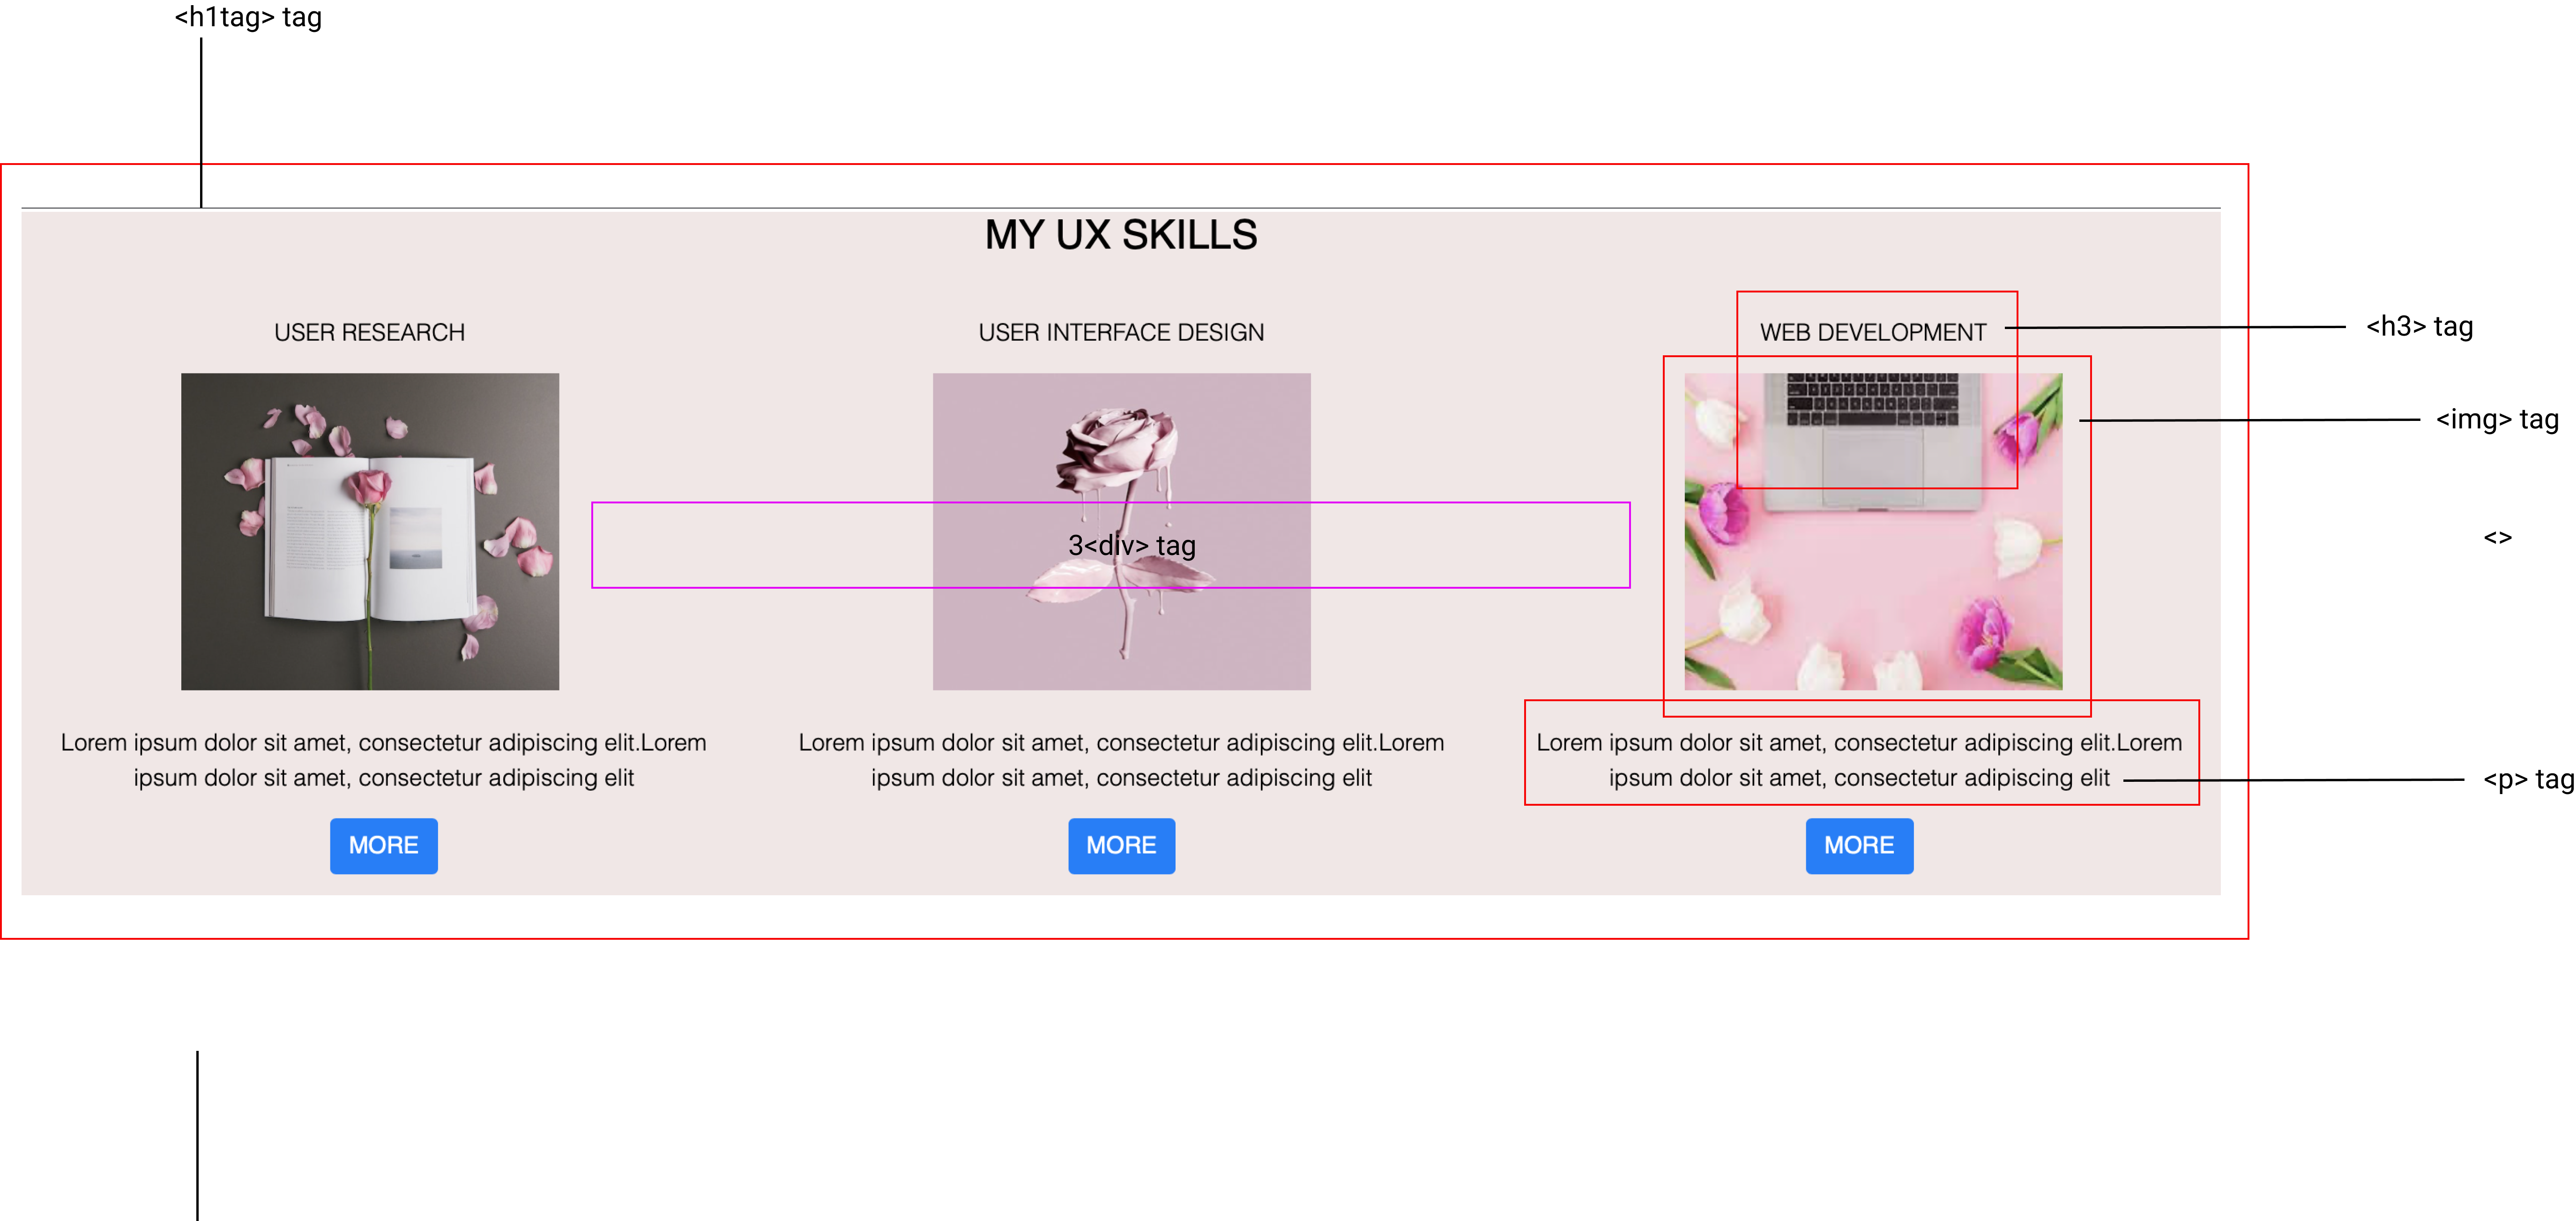 <h1tag> tag
MY UX SKILLS
USER RESEARCH
USER INTERFACE DESIGN
WEB DEVELOPMENT
<h3> tag
<img> tag
<>
3<div> tag
Lorem ipsum dolor sit amet, consectetur adipiscing elit.Lorem
ipsum dolor sit amet, consectetur adipiscing elit
Lorem ipsum dolor sit amet, consectetur adipiscing elit.Lorem
ipsum dolor sit amet, consectetur adipiscing elit
Lorem ipsum dolor sit amet, consectetur adipiscing elit.Lorem
ipsum dolor sit amet, consectetur adipiscing elit
<p> tag
MORE
MORE
MORE